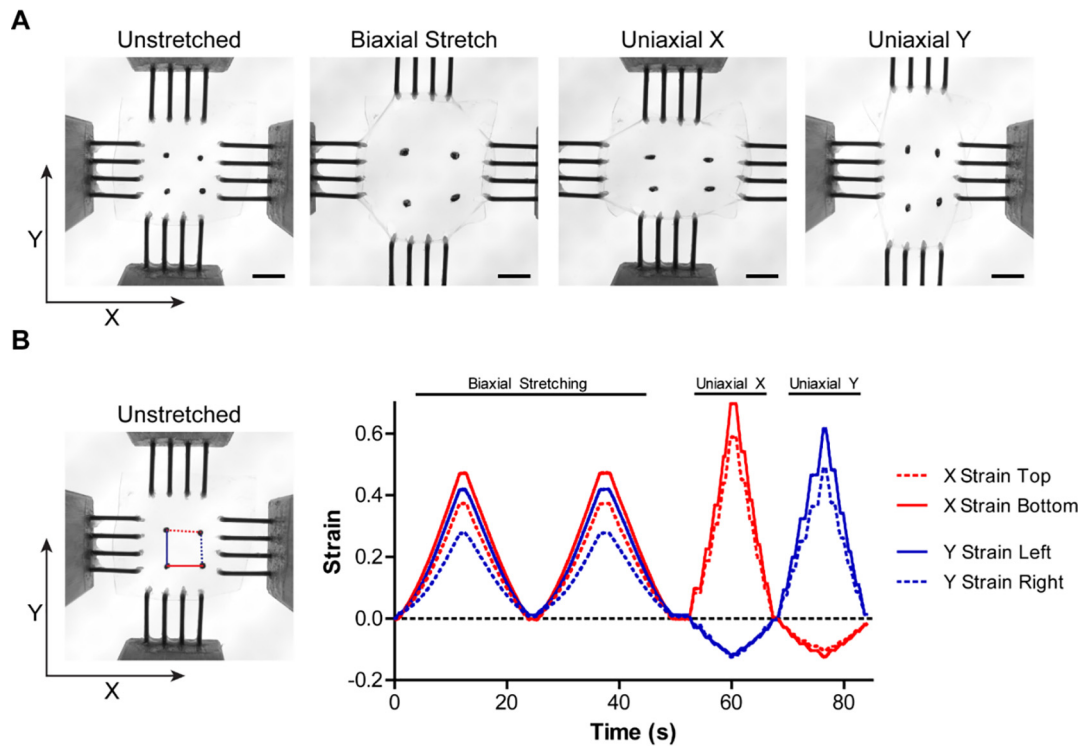 A
Unstretched
Biaxial Stretch
Uniaxial X
Uniaxial Y
Y
X
B
Unstretched
Y
X
Biaxial Stretching
Uniaxial X
Uniaxial Y
Strain
0.6
0.4
0.2
0.0
-0.2
0
20
40
60
80
Time (s)
X Strain Top
X Strain Bottom
Y Strain Left
Y Strain Right